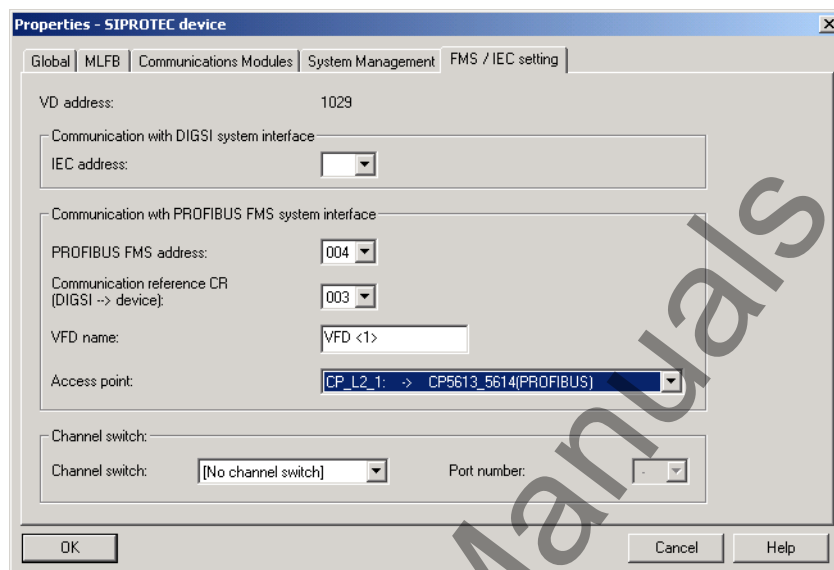 Properties - SIPROTEC device
Global MLFB Communications Modules System Management FMS / IEC setting
VD address: 1029
Communication with DIGSI system interface
IEC address:
Communication wth PROFIBUS FMS system interface
PROFIBUS FMS address: 004
Communication reference CR
(DIGSI --> device): 003
VFD name: VFD <1>
Access point: CP_L2_1: -> CP5613_5614(PROFIBUS)
Channel switch:
Channel switch: [No channel switch] Port number: -
OK Cancel Help
Manuals